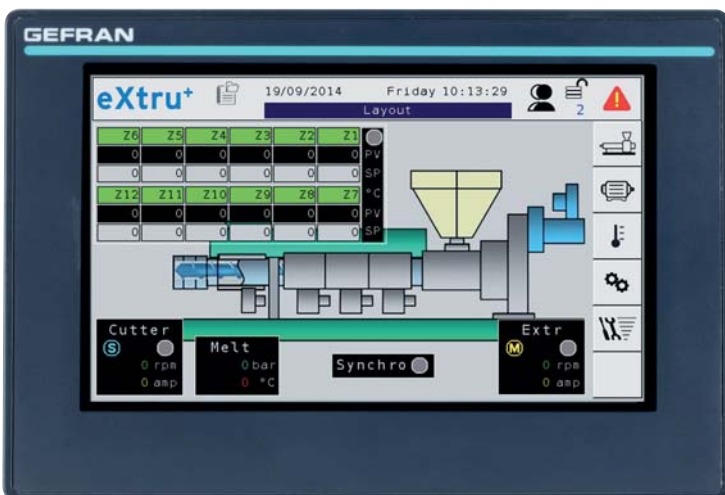 GEFRAN
eXtru+ 19/09/2014 Friday 10:13:29
Layout
2
Z6 Z5 Z4 Z3 Z2 Z1
0 0 0 0 0 0 PV
0 0 0 0 0 0 SP
Z12 Z11 Z10 Z9 Z8 Z7 °C
0 0 0 0 0 0 PV
0 0 0 0 0 0 SP
Cutter
S
0 rpm
0 amp
Melt
0 bar
0 °C
Synchro
Extr
M
0 rpm
0 amp